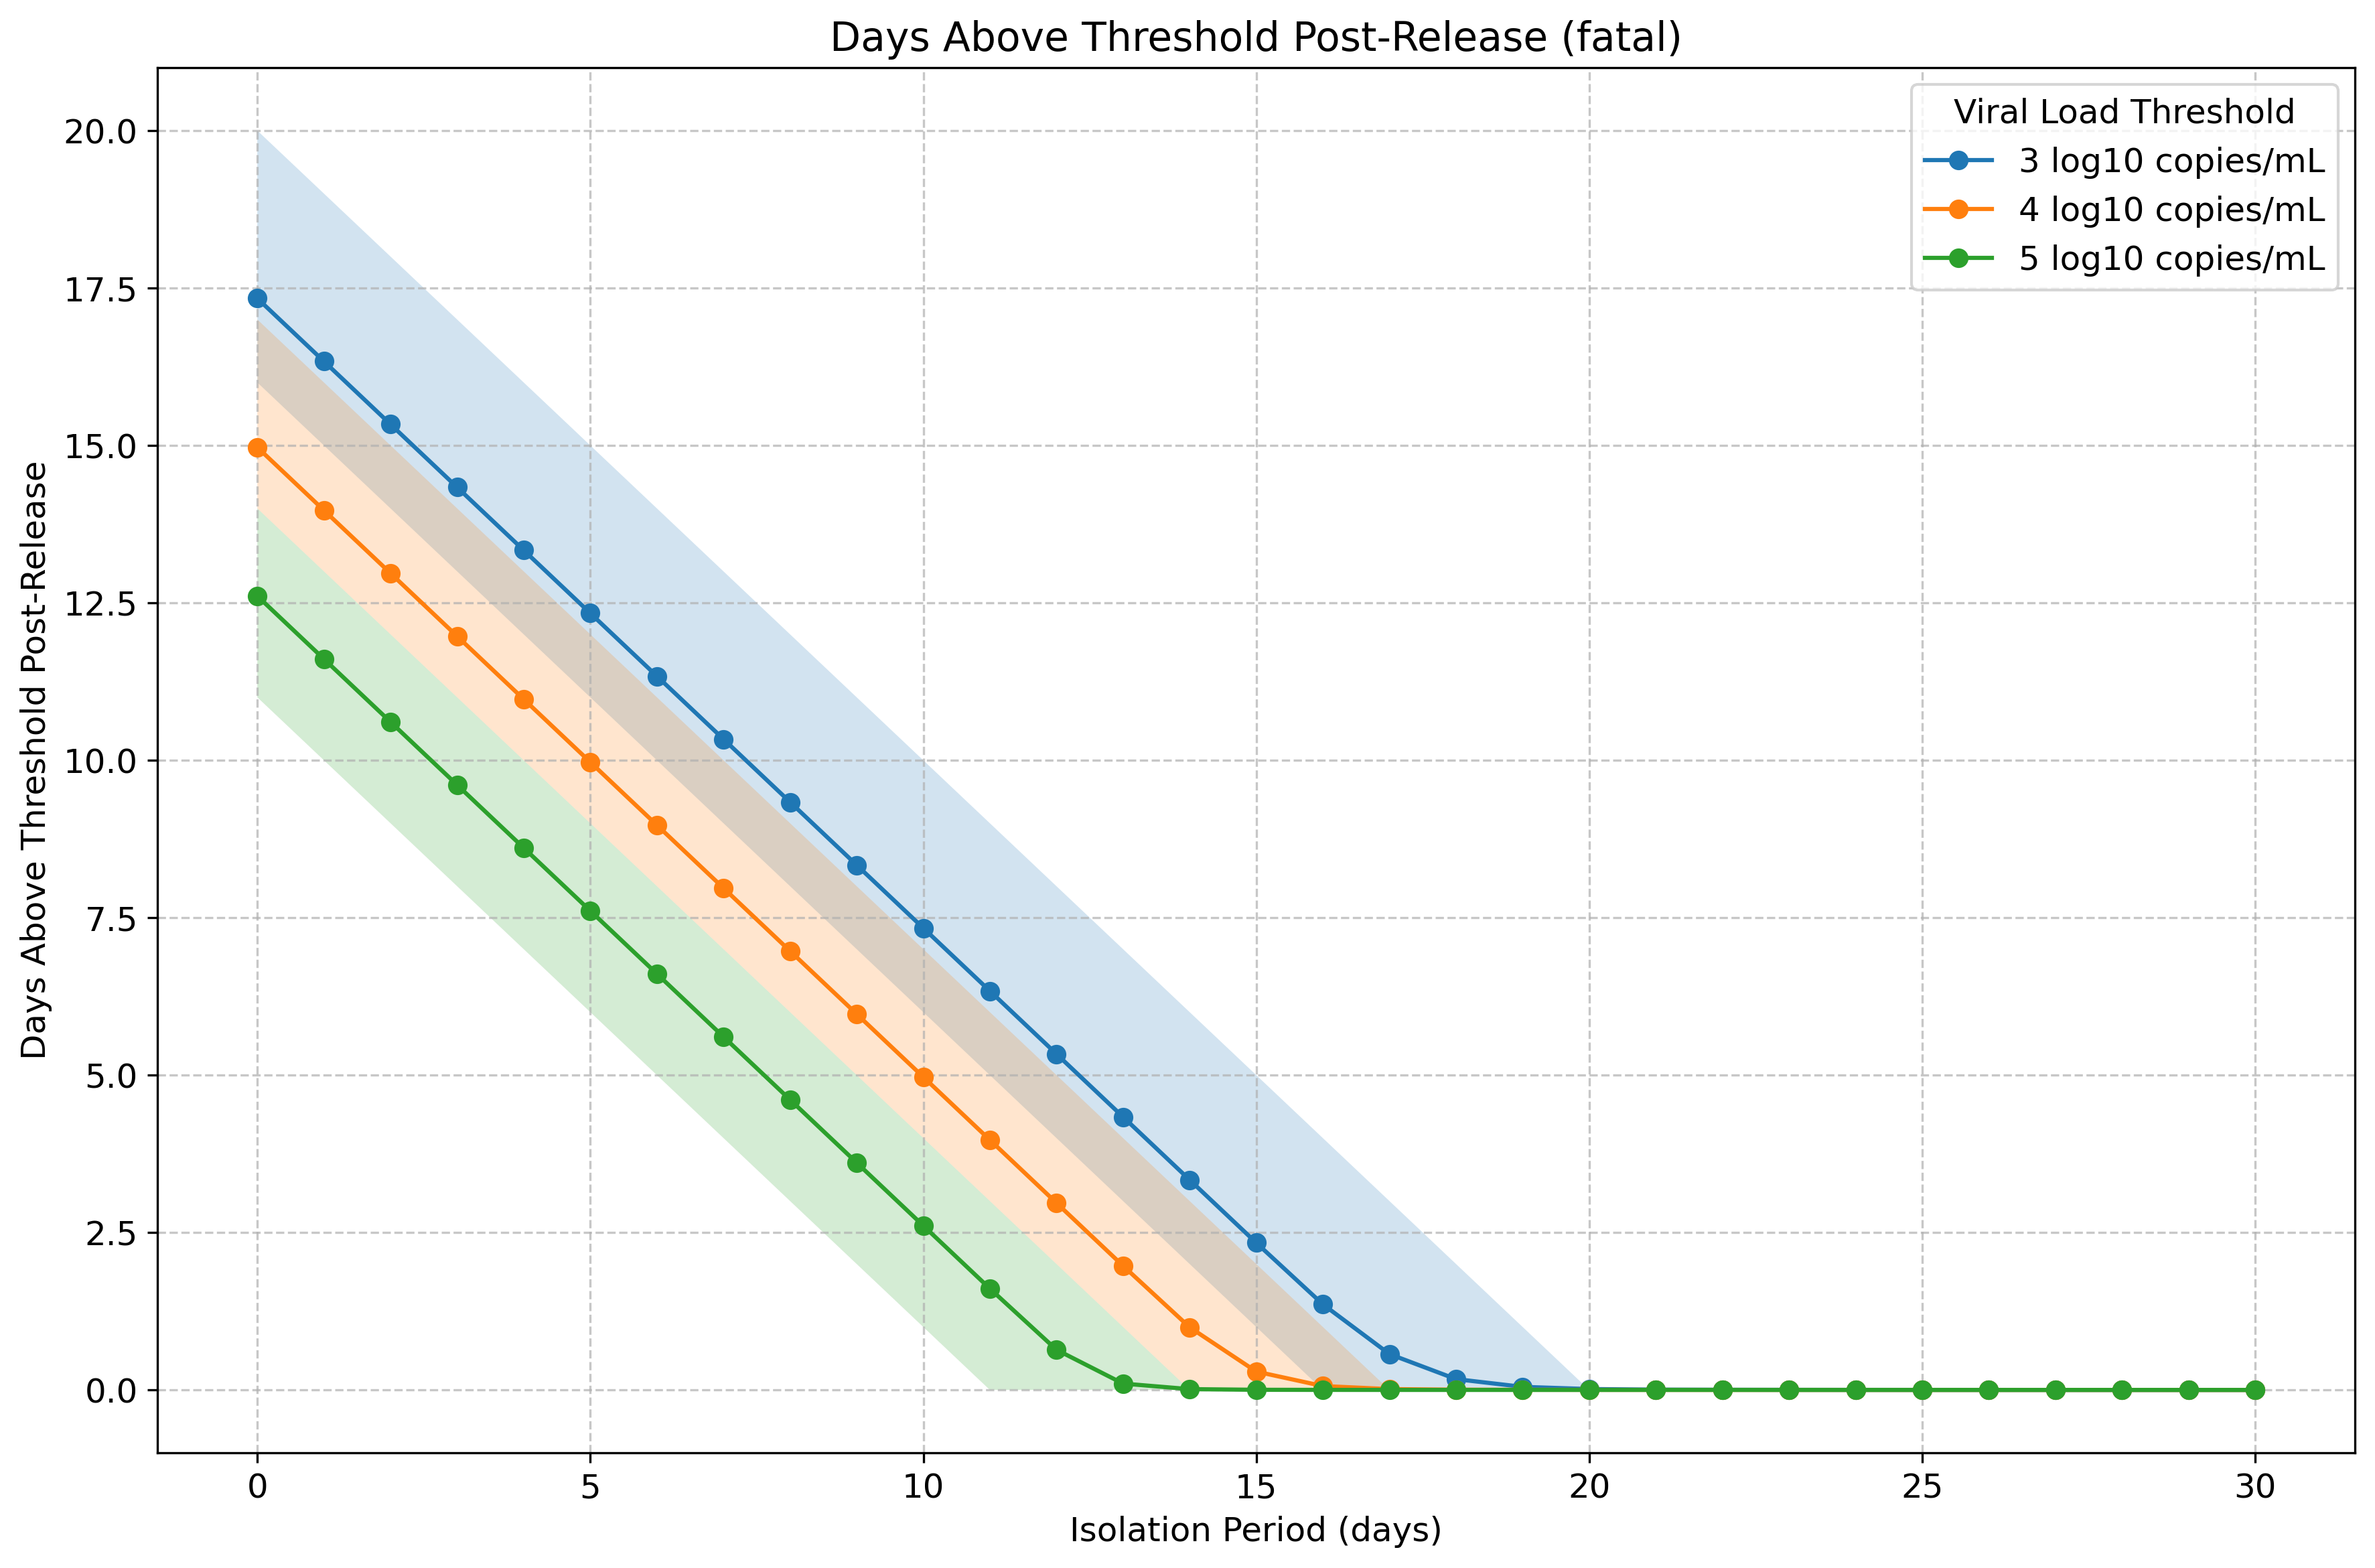 Days Above Threshold Post-Release (fatal)
Viral Load Threshold
3 log10 copies/mL
4 log10 copies/mL
5 log10 copies/mL
Days Above Threshold Post-Release
20.0
17.5
15.0
12.5
10.0
7.5
5.0
2.5
0.0
0 5 10 15 20 25 30
Isolation Period (days)